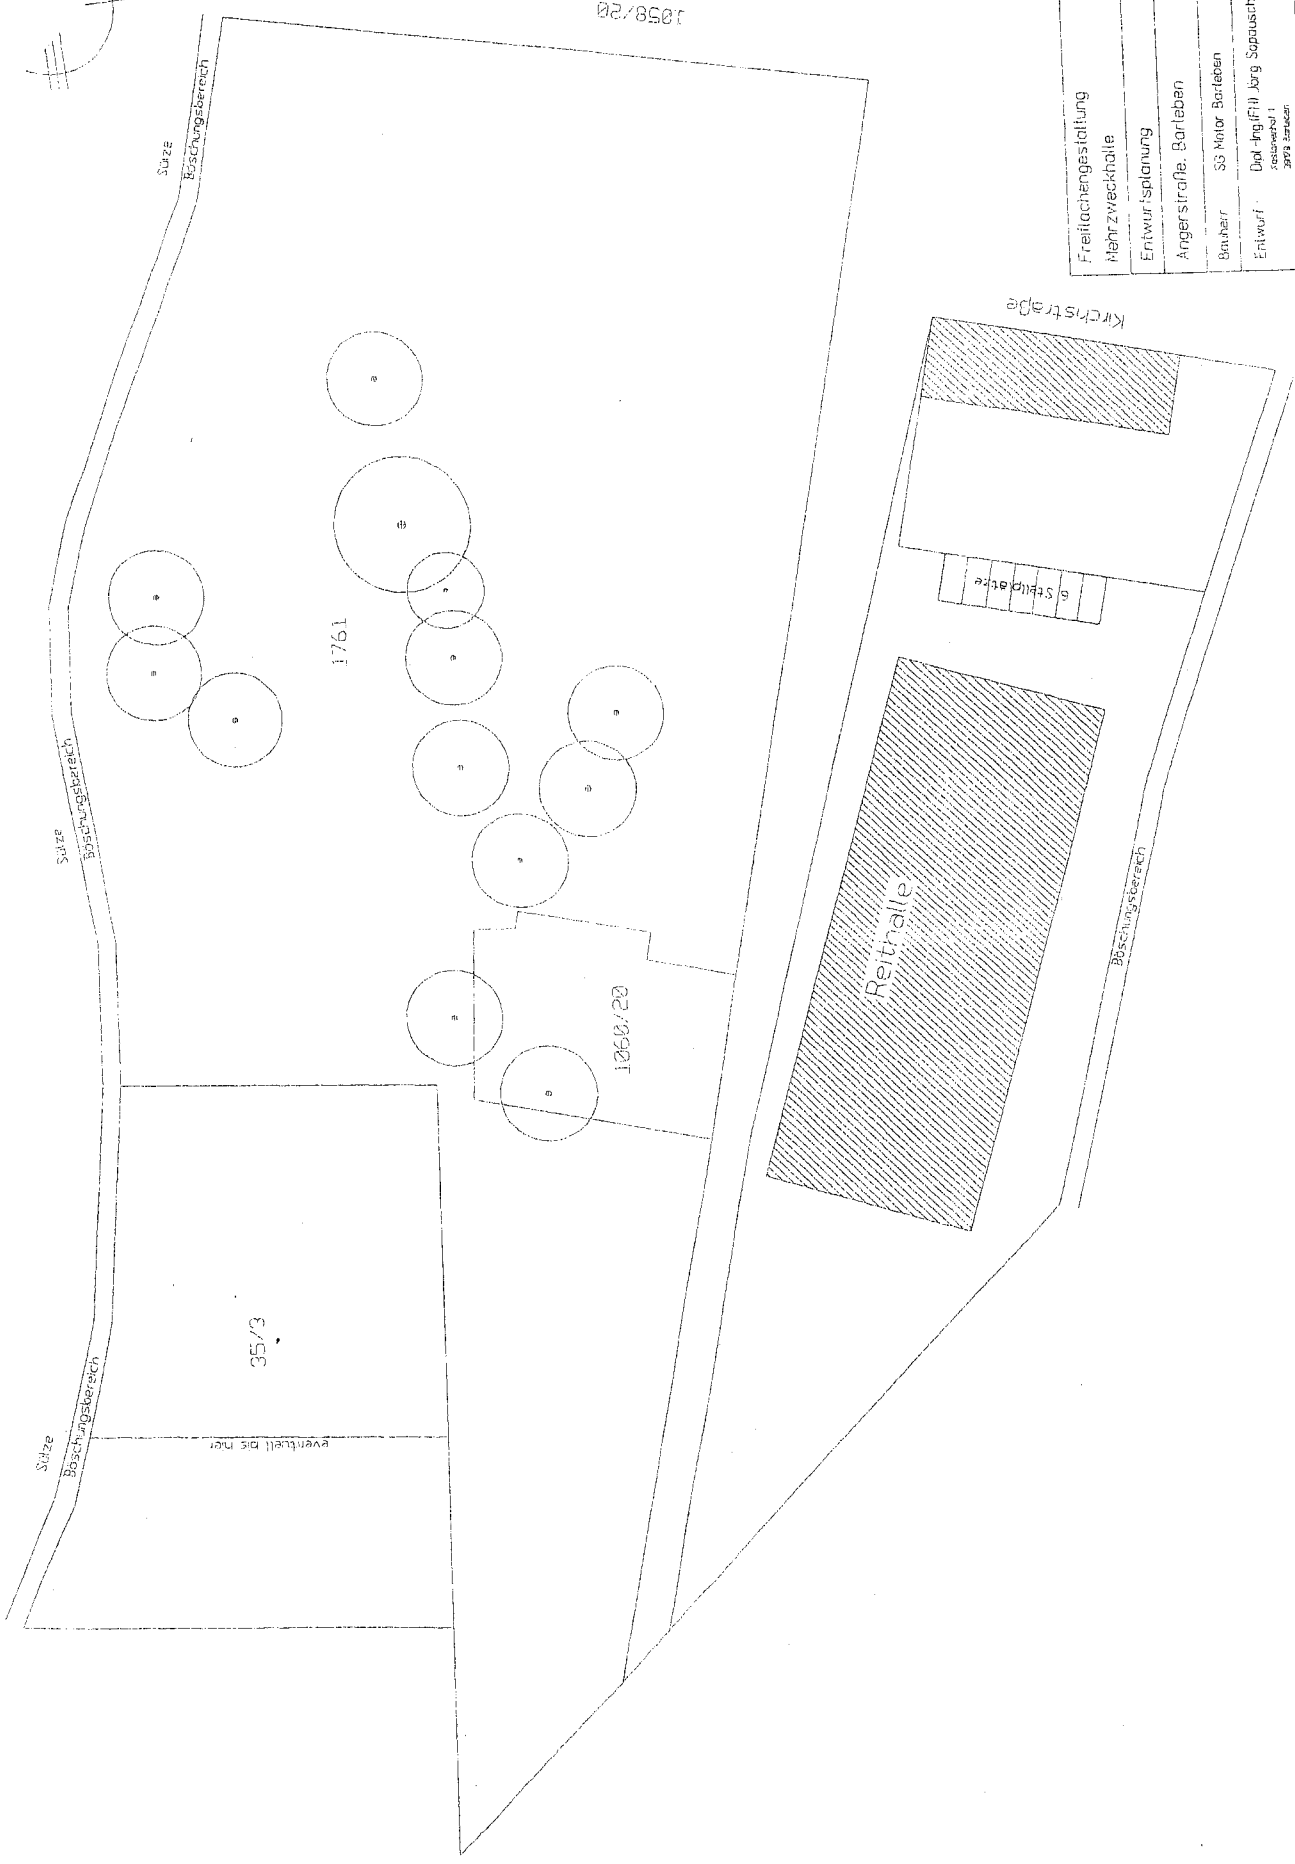 1058/20
Sülze
Böschungsbereich
Freiflächengestaltung
Mehrzweckhalle
Entwurfsplanung
Angerstraße, Barleben
Bauherr SG Motor Barleben
Entwurf: Dipl.-Ing.(FH) Jörg Sapausch
Kirchstraße
6 Stellplätze
1761
Sülze
Böschungsbereich
Reithalle
Böschungsbereich
1060/20
35/3
eventuell bis hier
Sülze
Böschungsbereich